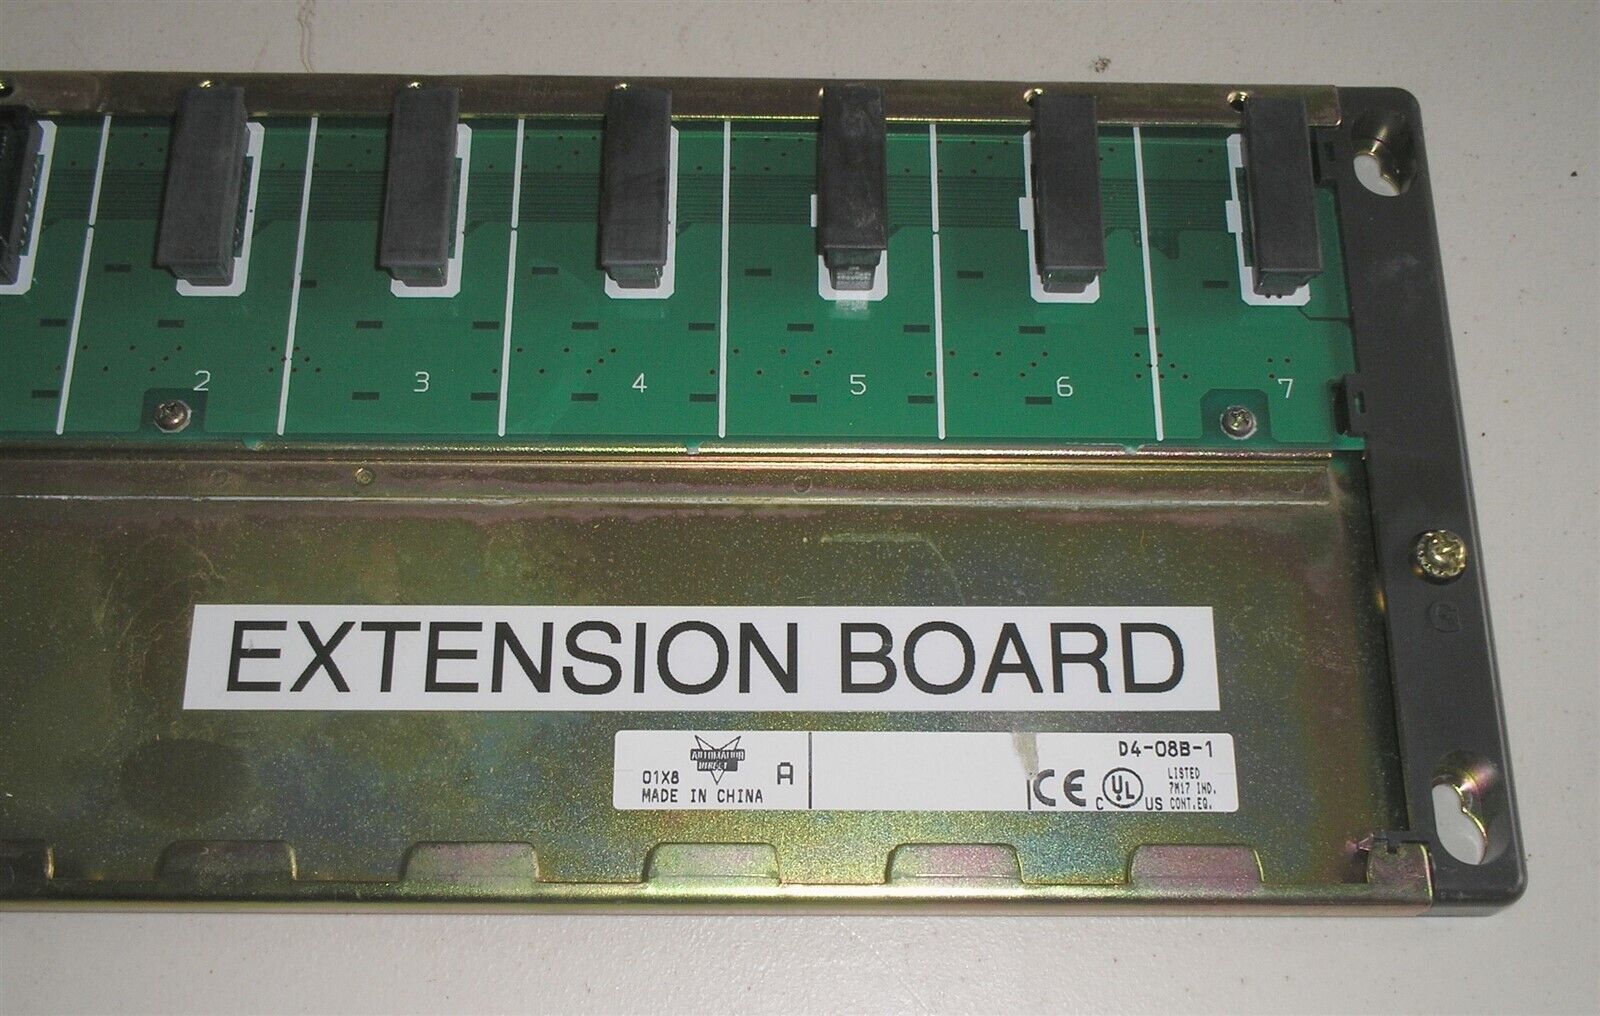 2 3 4 5 6 7
EXTENSION BOARD
AUTOMATION
DIRECT
01X8 A
MADE IN CHINA
D4-08B-1
CE
C UL US
LISTED
7M17 IND.
CONT.EQ.